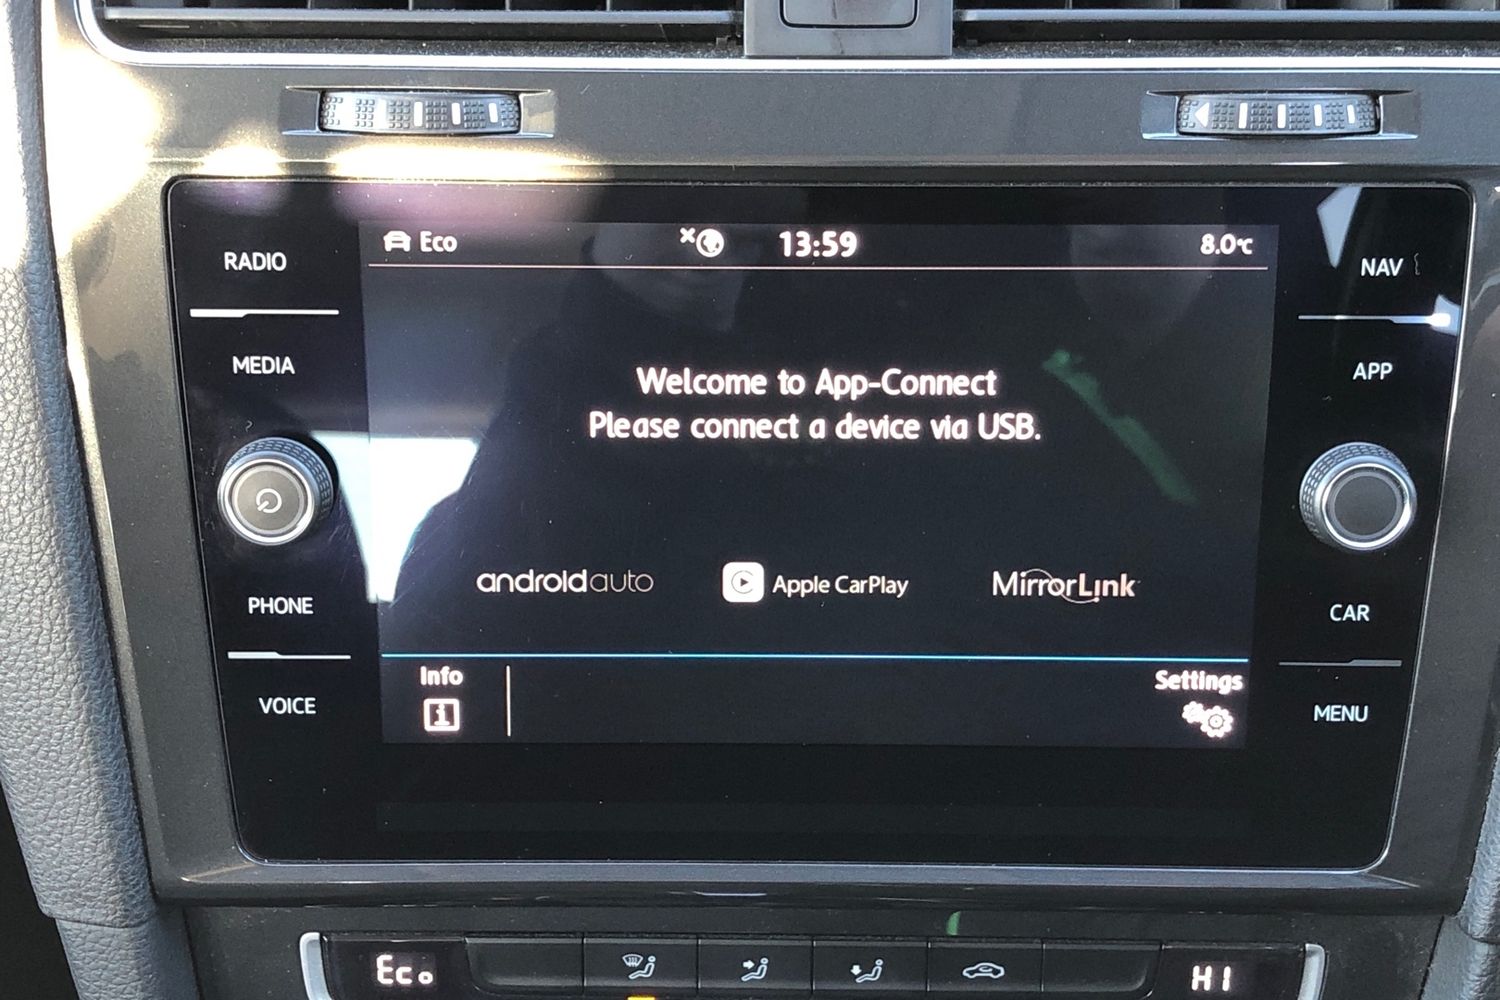 RADIO
MEDIA
PHONE
VOICE
Eco
13:59
8.0°C
Welcome to App-Connect
Please connect a device via USB.
androidauto
Apple CarPlay
MirrorLink
Info
i
Settings
NAV
APP
CAR
MENU
Eco
HI